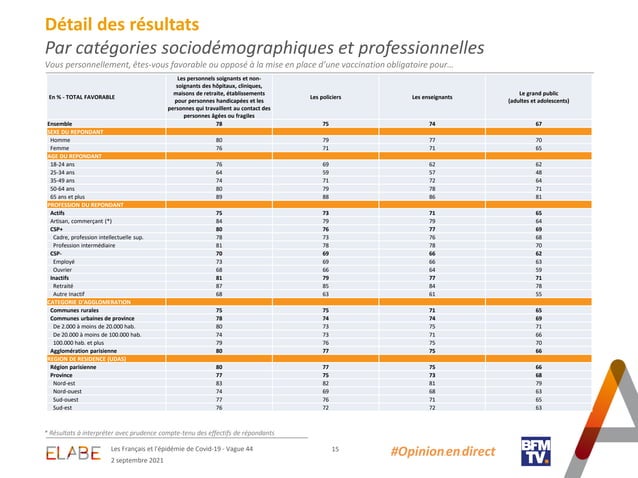 Détail des résultats
Par catégories sociodémographiques et professionnelles
Vous personnellement, êtes-vous favorable ou opposé à la mise en place d'une vaccination obligatoire pour…
En % - TOTAL FAVORABLE
Les personnels soignants et non-
soignants des hôpitaux, cliniques,
maisons de retraite, établissements
pour personnes handicapées et les
personnes qui travaillent au contact des
personnes âgées ou fragiles
Les policiers
Les enseignants
Le grand public
(adultes et adolescents)
Ensemble 78 75 74 67
SEXE DU REPONDANT
Homme 80 79 77 70
Femme 76 71 71 65
AGE DU REPONDANT
18-24 ans 76 69 62 62
25-34 ans 64 59 57 48
35-49 ans 74 71 72 64
50-64 ans 80 79 78 71
65 ans et plus 89 88 86 81
PROFESSION DU REPONDANT
Actifs 75 73 71 65
Artisan, commerçant (*) 84 79 79 64
CSP+ 80 76 77 69
Cadre, profession intellectuelle sup. 78 73 76 68
Profession intermédiaire 81 78 78 70
CSP- 70 69 66 62
Employé 73 69 66 63
Ouvrier 68 66 64 59
Inactifs 81 79 77 71
Retraité 87 85 84 78
Autre inactif 68 63 61 55
CATEGORIE D'AGGLOMERATION
Communes rurales 75 75 71 65
Communes urbaines de province 78 74 74 69
De 2.000 à moins de 20.000 hab. 80 73 75 71
De 20.000 à moins de 100.000 hab. 74 73 71 66
100.000 hab. et plus 79 76 75 70
Agglomération parisienne 80 77 75 66
REGION DE RESIDENCE (UDA5)
Région parisienne 80 77 75 66
Province 77 75 73 68
Nord-est 83 82 81 79
Nord-ouest 74 69 68 63
Sud-ouest 77 76 71 65
Sud-est 76 72 72 63
* Résultats à interpréter avec prudence compte-tenu des effectifs de répondants
ELABE
Les Français et l'épidémie de Covid-19 - Vague 44
2 septembre 2021
15
#Opinionendirect
BFM
TV.